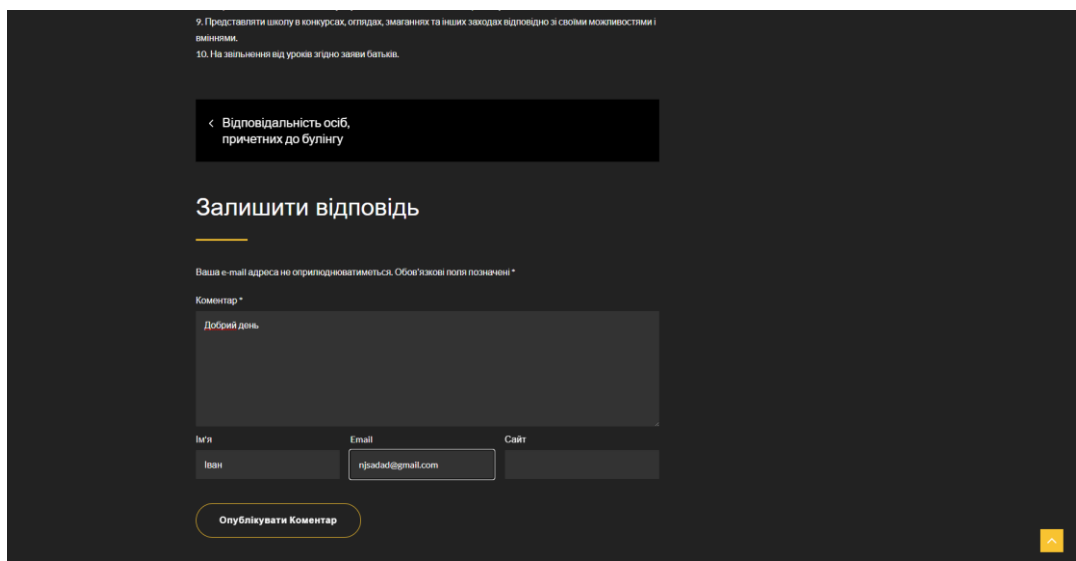 9. Представляти школу в конкурсах, оглядах, змаганнях та інших заходах відповідно зі своїми можливостями і
вміннями.
10. На звільнення від уроків згідно заяви батьків.
Відповідальність осіб,
причетних до булінгу
Залишити відповідь
Ваша e-mail адреса не оприлюднюватиметься. Обов'язкові поля позначені *
Коментар *
Добрий день
Ім'я Email Сайт
Іван njsadad@gmail.com
Опублікувати Коментар